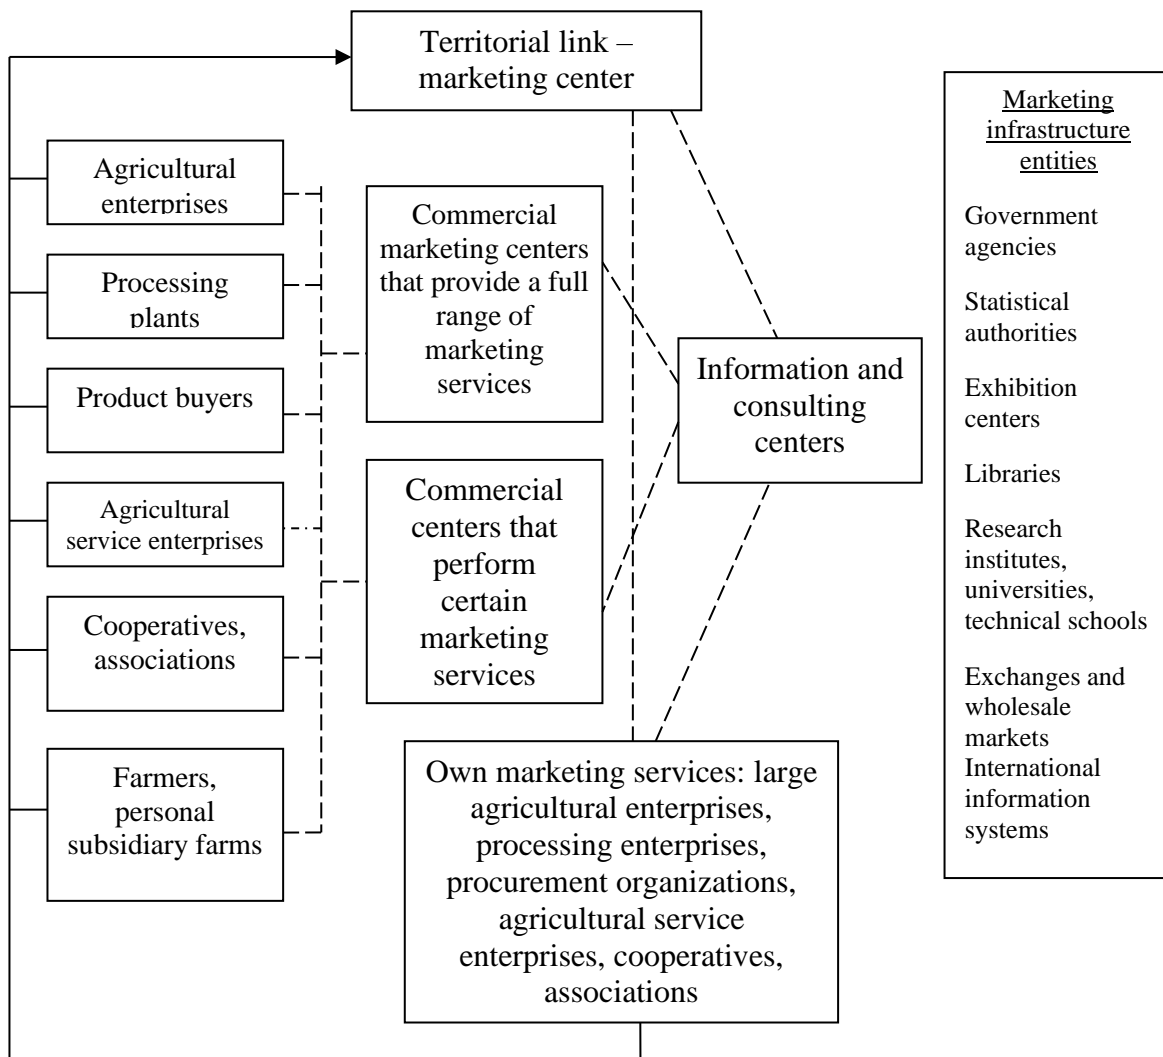 Territorial link –
marketing center
Agricultural
enterprises
Processing
plants
Product buyers
Agricultural
service enterprises
Cooperatives,
associations
Farmers,
personal
subsidiary farms
Commercial
marketing centers
that provide a full
range of
marketing
services
Commercial
centers that
perform
certain
marketing
services
Information and
consulting
centers
Own marketing services: large
agricultural enterprises,
processing enterprises,
procurement organizations,
agricultural service
enterprises, cooperatives,
associations
Marketing
infrastructure
entities
Government
agencies
Statistical
authorities
Exhibition
centers
Libraries
Research
institutes,
universities,
technical schools
Exchanges and
wholesale
markets
International
information
systems